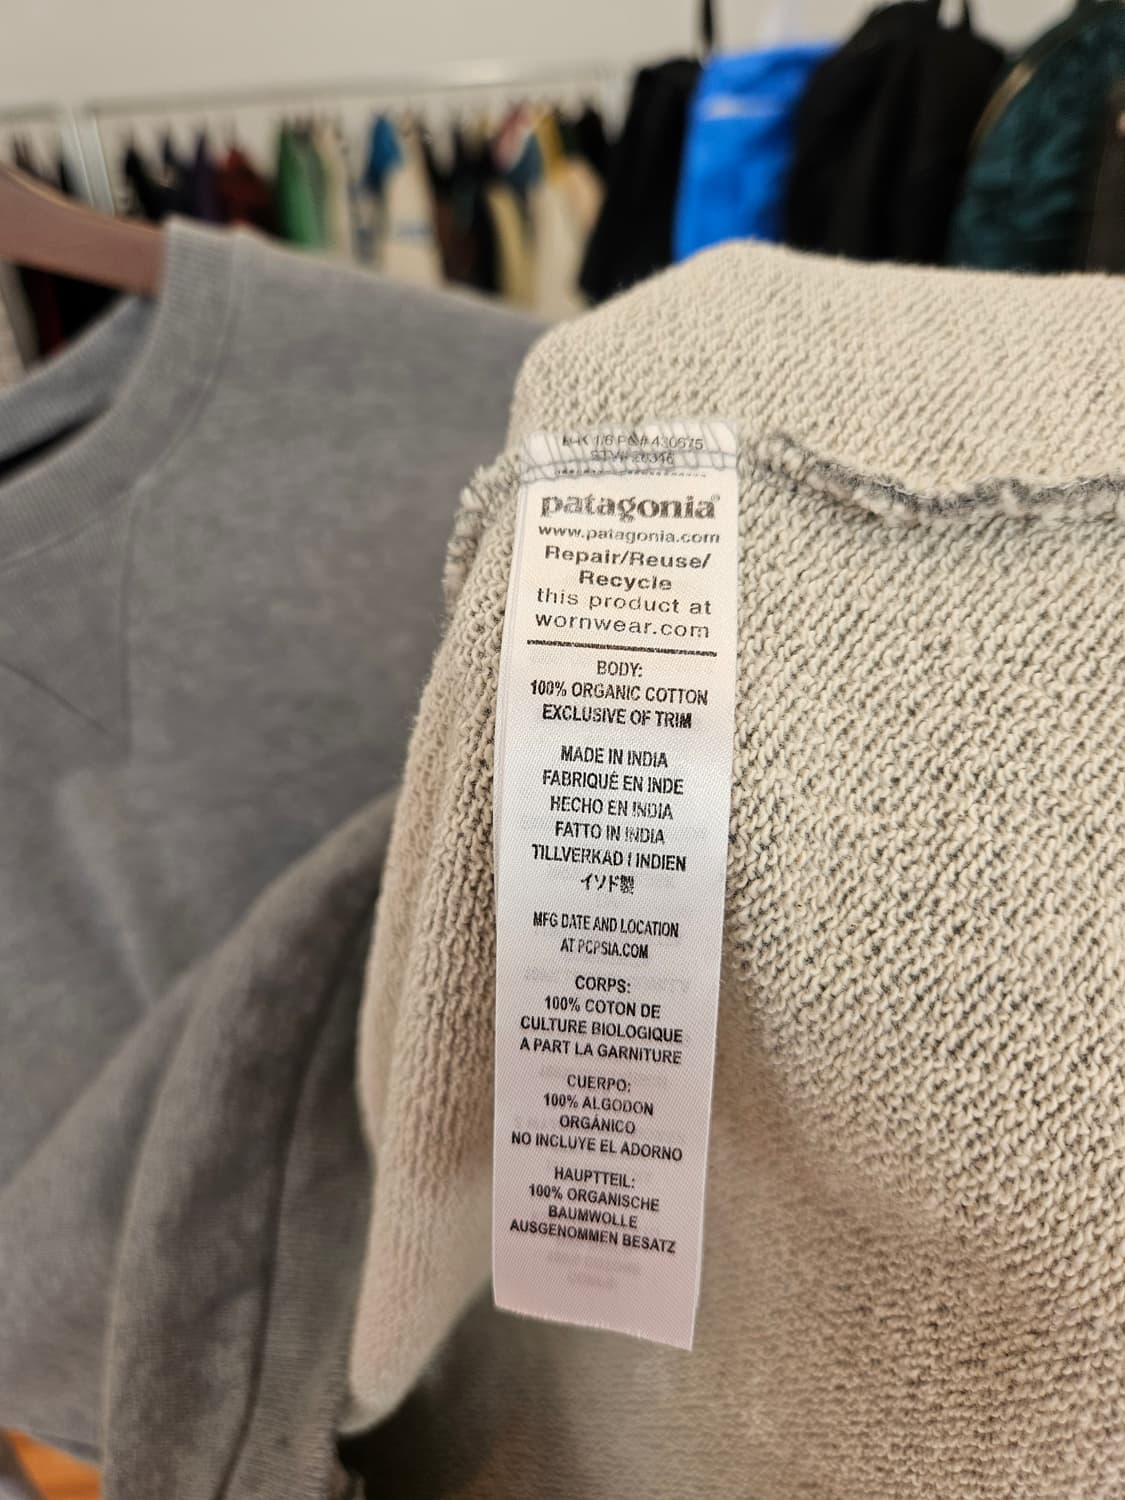 patagonia®
www.patagonia.com
Repair/Reuse/
Recycle
this product at
wornwear.com
BODY:
100% ORGANIC COTTON
EXCLUSIVE OF TRIM
MADE IN INDIA
FABRIQUÉ EN INDE
HECHO EN INDIA
FATTO IN INDIA
TILLVERKAD I INDIEN
インド製
MFG DATE AND LOCATION
AT PCPSIA.COM
CORPS:
100% COTON DE
CULTURE BIOLOGIQUE
A PART LA GARNITURE
CUERPO:
100% ALGODON
ORGÁNICO
NO INCLUYE EL ADORNO
HAUPTTEIL:
100% ORGANISCHE
BAUMWOLLE
AUSGENOMMEN BESATZ